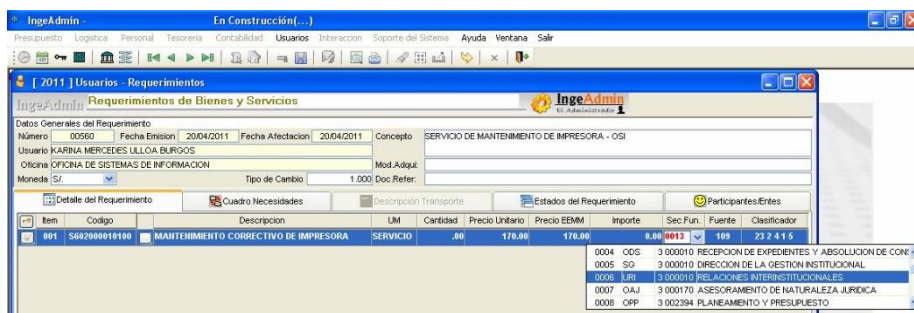 IngeAdmin - En Construcción(...)
Presupuesto Logistica Personal Tesoreria Contabilidad Usuarios Interaccion Soporte del Sistema Ayuda Ventana Salir
[ 2011 ] Usuarios - Requerimientos
IngeAdmin Requerimientos de Bienes y Servicios IngeAdmin
El Administrador
Datos Generales del Requerimiento
Número 00560 Fecha Emision 20/04/2011 Fecha Afectacion 20/04/2011 Concepto SERVICIO DE MANTENIMIENTO DE IMPRESORA - OSI
Usuario KARINA MERCEDES ULLOA BURGOS
Oficina OFICINA DE SISTEMAS DE INFORMACION Mod.Adqui:
Moneda S/. Tipo de Cambio 1.000 Doc.Refer:
Detalle del Requerimiento Cuadro Necesidades Descripción Transporte Estados del Requerimiento Participantes/Entes
Item Codigo Descripcion UM Cantidad Precio Unitario Precio EEMM Importe Sec.Fun. Fuente Clasificador
001 S602000010100 MANTENIMIENTO CORRECTIVO DE IMPRESORA SERVICIO .00 170.00 170.00 0.00 0013 109 23 2 4 1 5
0004 ODS 3 000010 RECEPCION DE EXPEDIENTES Y ABSOLUCION DE CONS
0005 SG 3 000010 DIRECCION DE LA GESTION INSTITUCIONAL
0006 URI 3 000010 RELACIONES INTERINSTITUCIONALES
0007 OAJ 3 000170 ASESORAMIENTO DE NATURALEZA JURIDICA
0008 OPP 3 002394 PLANEAMIENTO Y PRESUPUESTO